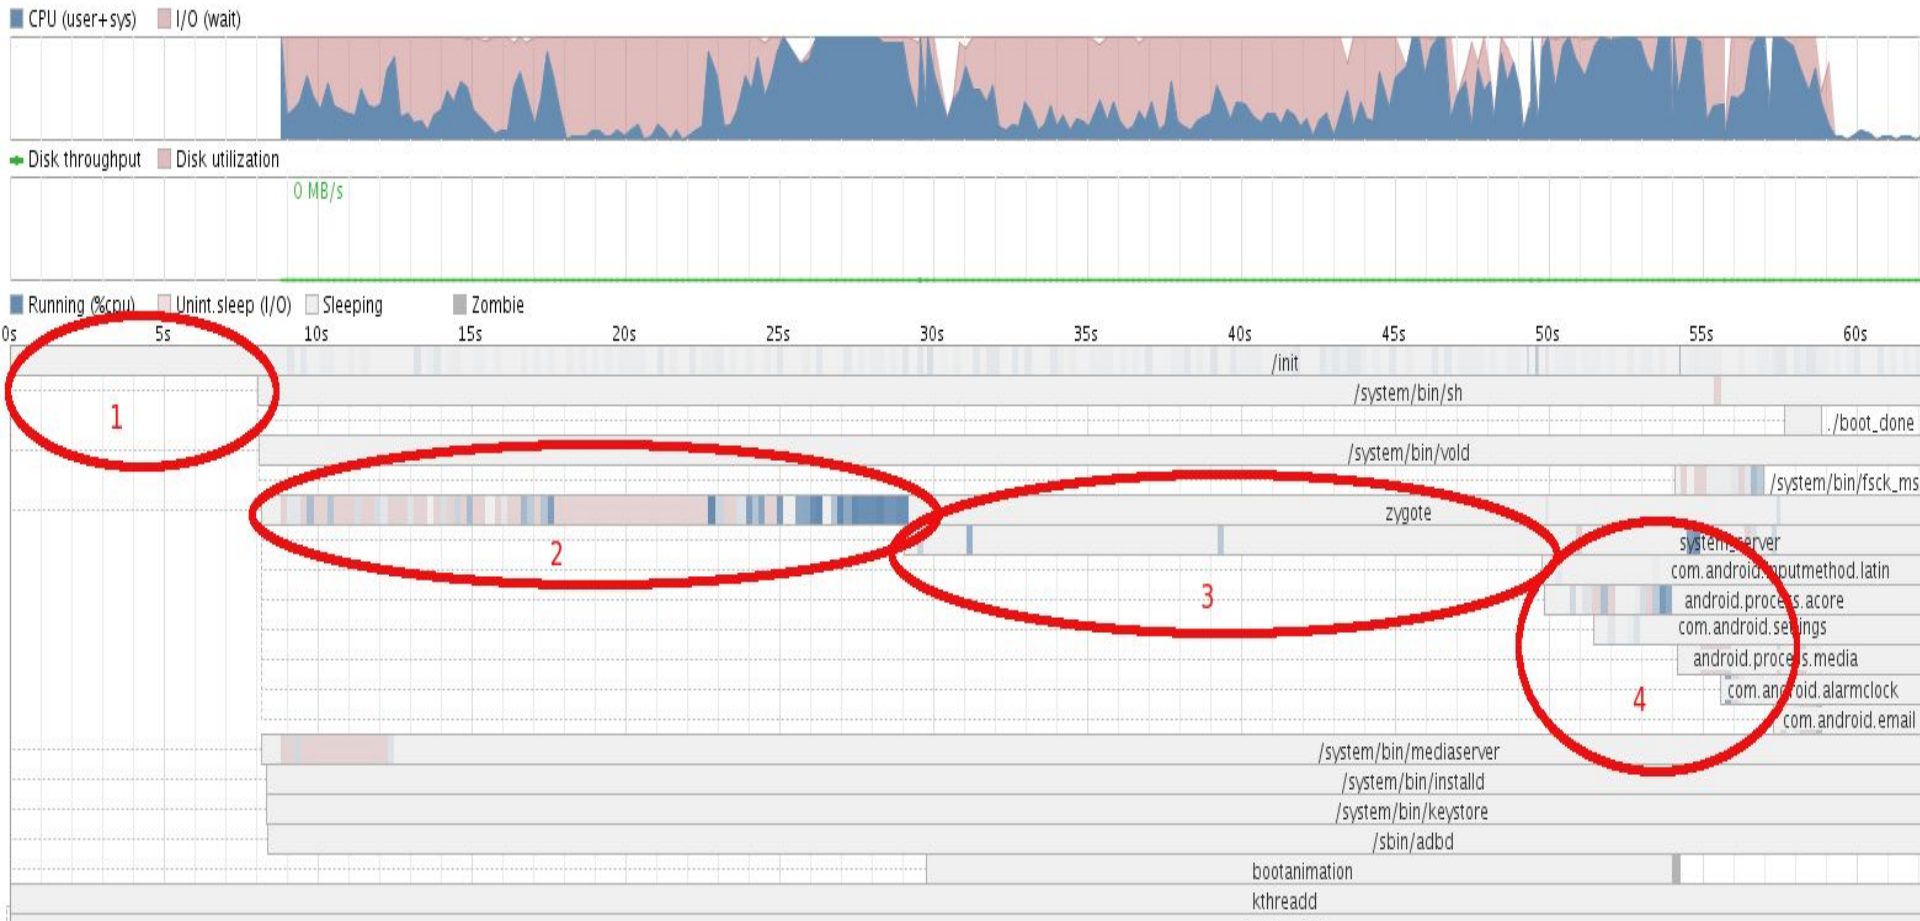 CPU (user+sys) I/O (wait)
Disk throughput Disk utilization
0 MB/s
Running (%cpu) Unint.sleep (I/O) Sleeping Zombie
0s 5s 10s 15s 20s 25s 30s 35s 40s 45s 50s 55s 60s
/init
/system/bin/sh
1
./boot_done
/system/bin/vold
/system/bin/fsck_ms
zygote
2
system_server
com.android.inputmethod.latin
3
android.process.acore
com.android.settings
android.process.media
4
com.android.alarmclock
com.android.email
/system/bin/mediaserver
/system/bin/installd
/system/bin/keystore
/sbin/adbd
bootanimation
kthreadd